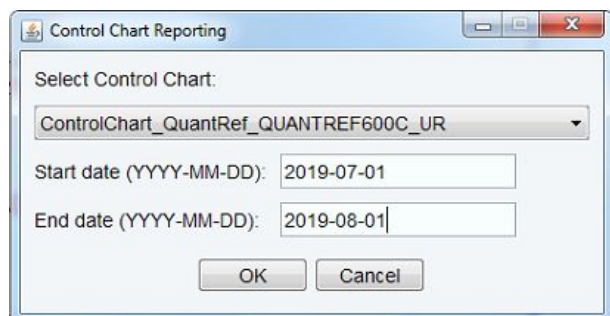 Control Chart Reporting
Select Control Chart:
ControlChart_QuantRef_QUANTREF600C_UR
Start date (YYYY-MM-DD): 2019-07-01
End date (YYYY-MM-DD): 2019-08-01
OK Cancel